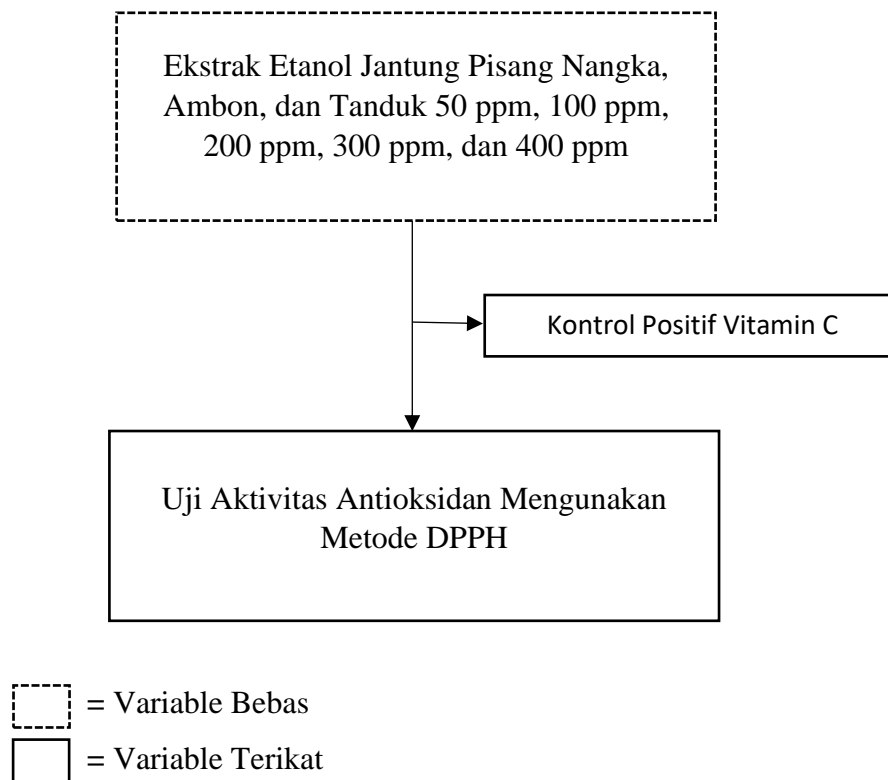 Ekstrak Etanol Jantung Pisang Nangka,
Ambon, dan Tanduk 50 ppm, 100 ppm,
200 ppm, 300 ppm, dan 400 ppm
Kontrol Positif Vitamin C
Uji Aktivitas Antioksidan Mengunakan
Metode DPPH
= Variable Bebas
= Variable Terikat